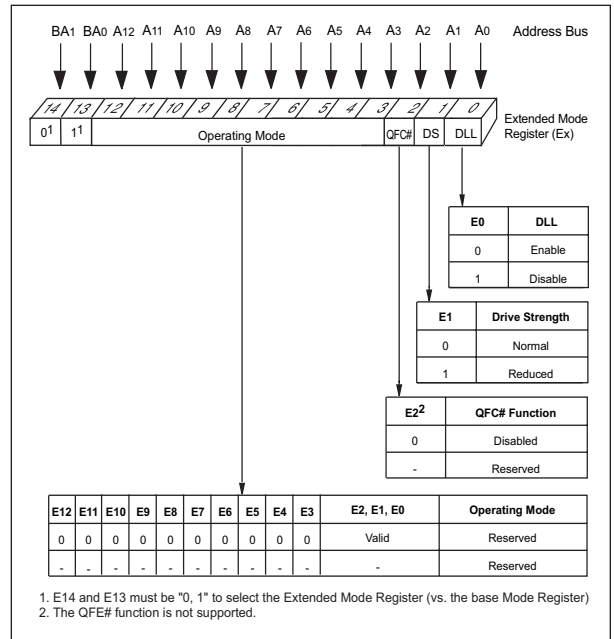 BA1 BA0 A12 A11 A10 A9 A8 A7 A6 A5 A4 A3 A2 A1 A0 Address Bus
14 13 12 11 10 9 8 7 6 5 4 3 2 1 0
Extended Mode
Register (Ex)
0¹ 1¹ Operating Mode QFC# DS DLL
E0 DLL
0 Enable
1 Disable
E1 Drive Strength
0 Normal
1 Reduced
E2² QFC# Function
0 Disabled
- Reserved
E12 E11 E10 E9 E8 E7 E6 E5 E4 E3 E2, E1, E0 Operating Mode
0 0 0 0 0 0 0 0 0 0 Valid Reserved
- - - - - - - - - - - Reserved
1. E14 and E13 must be "0, 1" to select the Extended Mode Register (vs. the base Mode Register)
2. The QFE# function is not supported.